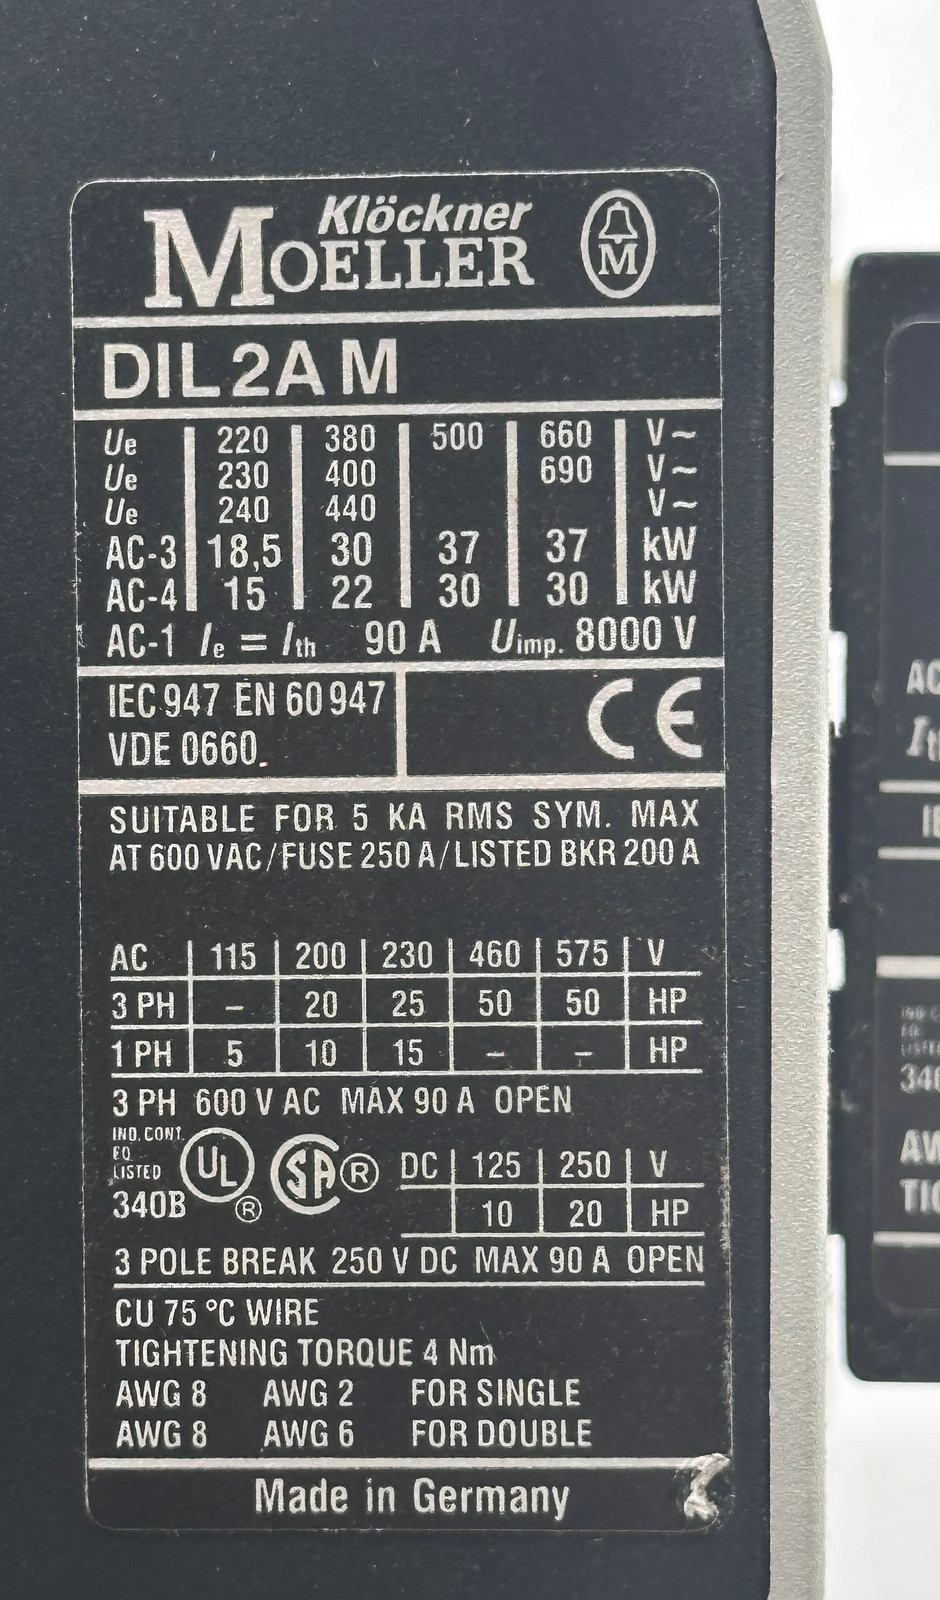 Klöckner
MOELLER
M
DIL 2A M
Ue 220 380 500 660 V~
Ue 230 400 690 V~
Ue 240 440 V~
AC-3 18,5 30 37 37 kW
AC-4 15 22 30 30 kW
AC-1 Ie = Ith 90 A Uimp. 8000 V
IEC 947 EN 60 947 CE
VDE 0660.
SUITABLE FOR 5 KA RMS SYM. MAX
AT 600 VAC/FUSE 250 A/LISTED BKR 200 A
AC 115 200 230 460 575 V
3 PH – 20 25 50 50 HP
1 PH 5 10 15 – – HP
3 PH 600 V AC MAX 90 A OPEN
IND. CONT.
EQ
LISTED
340B
UL ®
SA ®
DC 125 250 V
10 20 HP
3 POLE BREAK 250 V DC MAX 90 A OPEN
CU 75 °C WIRE
TIGHTENING TORQUE 4 Nm
AWG 8 AWG 2 FOR SINGLE
AWG 8 AWG 6 FOR DOUBLE
Made in Germany
AC